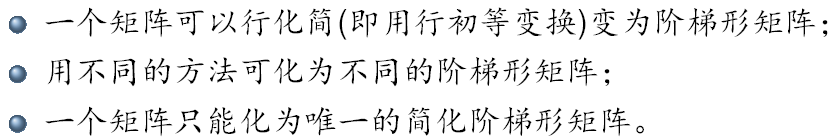 一个矩阵可以行化简(即用行初等变换)变为阶梯形矩阵；
用不同的方法可化为不同的阶梯形矩阵；
一个矩阵只能化为唯一的简化阶梯形矩阵。